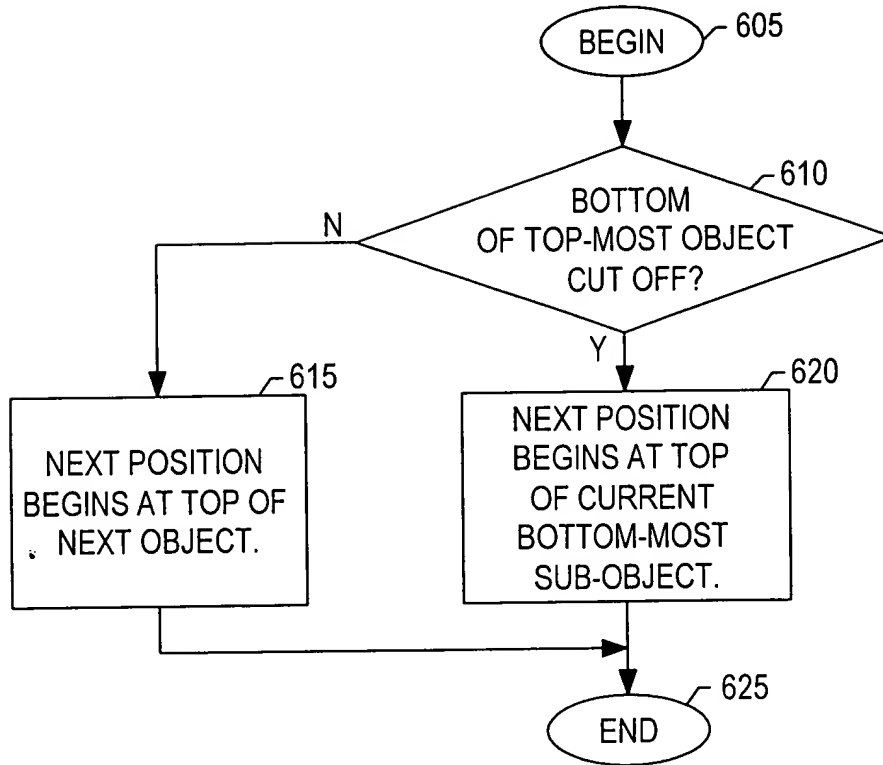 BEGIN
605
610
BOTTOM
OF TOP-MOST OBJECT
CUT OFF?
N
Y
615
NEXT POSITION
BEGINS AT TOP OF
NEXT OBJECT.
620
NEXT POSITION
BEGINS AT TOP
OF CURRENT
BOTTOM-MOST
SUB-OBJECT.
625
END